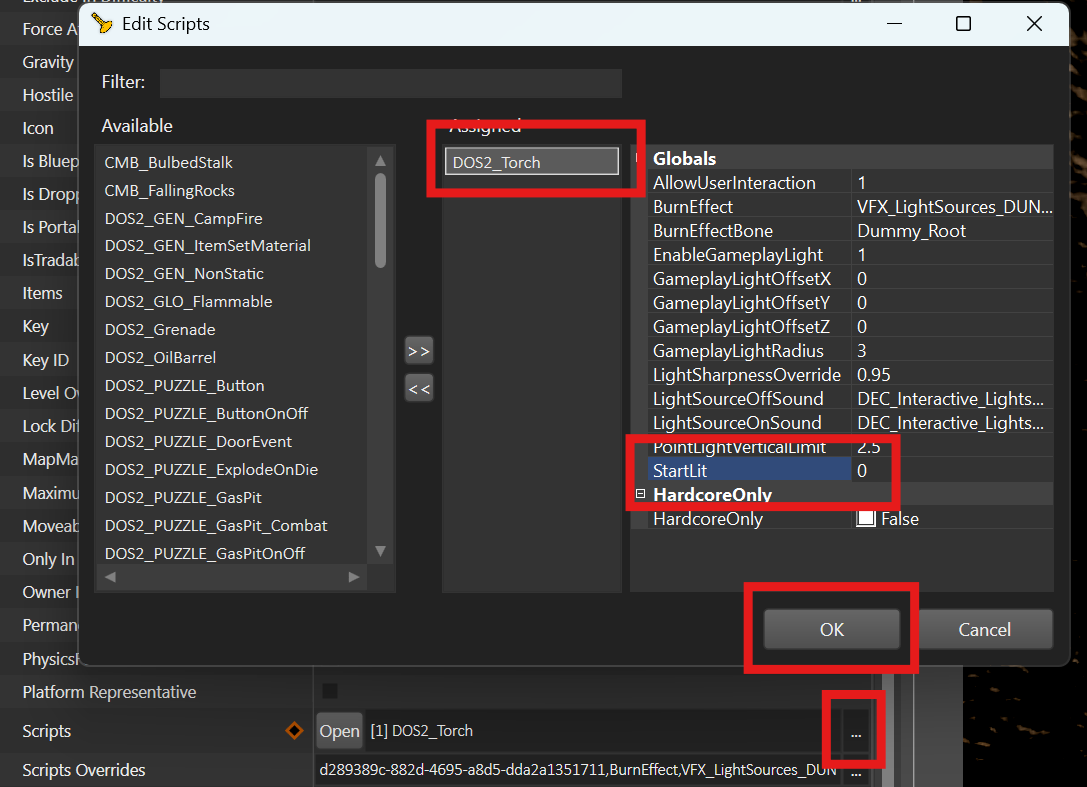 Edit Scripts
Filter:
Available
Assigned
CMB_BulbedStalk
CMB_FallingRocks
DOS2_GEN_CampFire
DOS2_GEN_ItemSetMaterial
DOS2_GEN_NonStatic
DOS2_GLO_Flammable
DOS2_Grenade
DOS2_OilBarrel
DOS2_PUZZLE_Button
DOS2_PUZZLE_ButtonOnOff
DOS2_PUZZLE_DoorEvent
DOS2_PUZZLE_ExplodeOnDie
DOS2_PUZZLE_GasPit
DOS2_PUZZLE_GasPit_Combat
DOS2_PUZZLE_GasPitOnOff
>>
<<
DOS2_Torch
Globals
AllowUserInteraction 1
BurnEffect VFX_LightSources_DUN...
BurnEffectBone Dummy_Root
EnableGameplayLight 1
GameplayLightOffsetX 0
GameplayLightOffsetY 0
GameplayLightOffsetZ 0
GameplayLightRadius 3
LightSharpnessOverride 0.95
LightSourceOffSound DEC_Interactive_Lights...
LightSourceOnSound DEC_Interactive_Lights...
PointLightVerticalLimit 2.5
StartLit 0
HardcoreOnly
HardcoreOnly False
OK Cancel
Force A
Gravity
Hostile
Icon
Is Bluep
Is Dropp
Is Portal
IsTradab
Items
Key
Key ID
Level Ov
Lock Dif
MapMa
Maximu
Moveab
Only In
Owner
Perman
Physics
Platform Representative
Scripts Open [1] DOS2_Torch ...
Scripts Overrides d289389c-882d-4695-a8d5-dda2a1351711,BurnEffect,VFX_LightSources_DUN ...